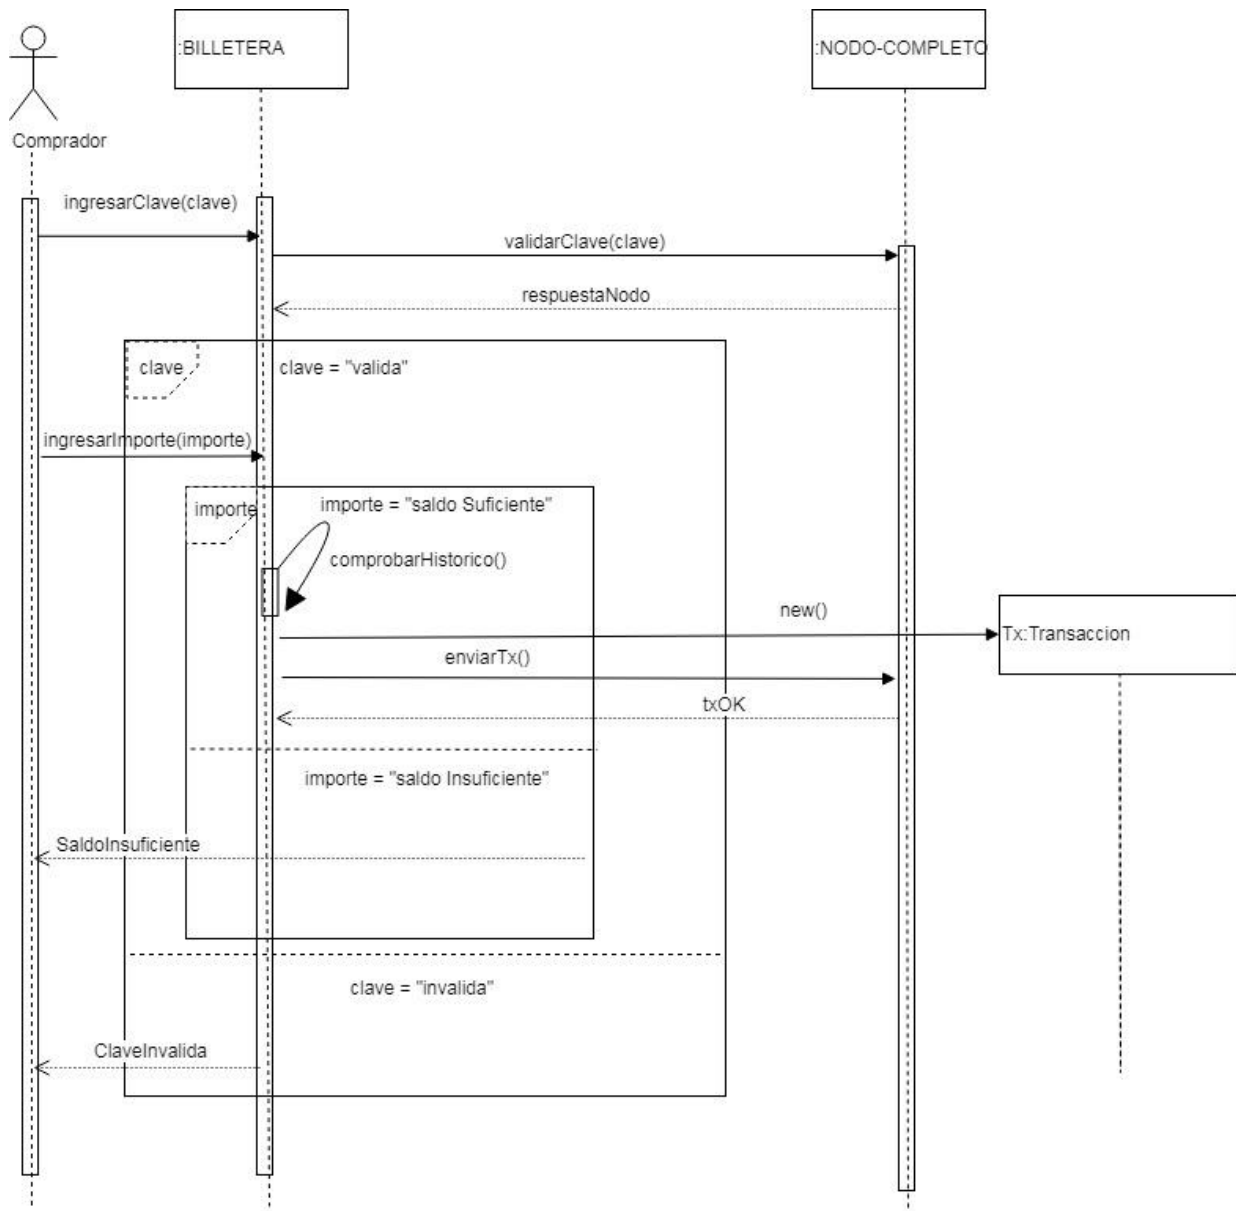 :BILLETERA
:NODO-COMPLETO
Comprador
ingresarClave(clave)
validarClave(clave)
respuestaNodo
clave
clave = "valida"
ingresarImporte(importe)
importe
importe = "saldo Suficiente"
comprobarHistorico()
new()
Tx:Transaccion
enviarTx()
txOK
importe = "saldo Insuficiente"
SaldoInsuficiente
clave = "invalida"
ClaveInvalida